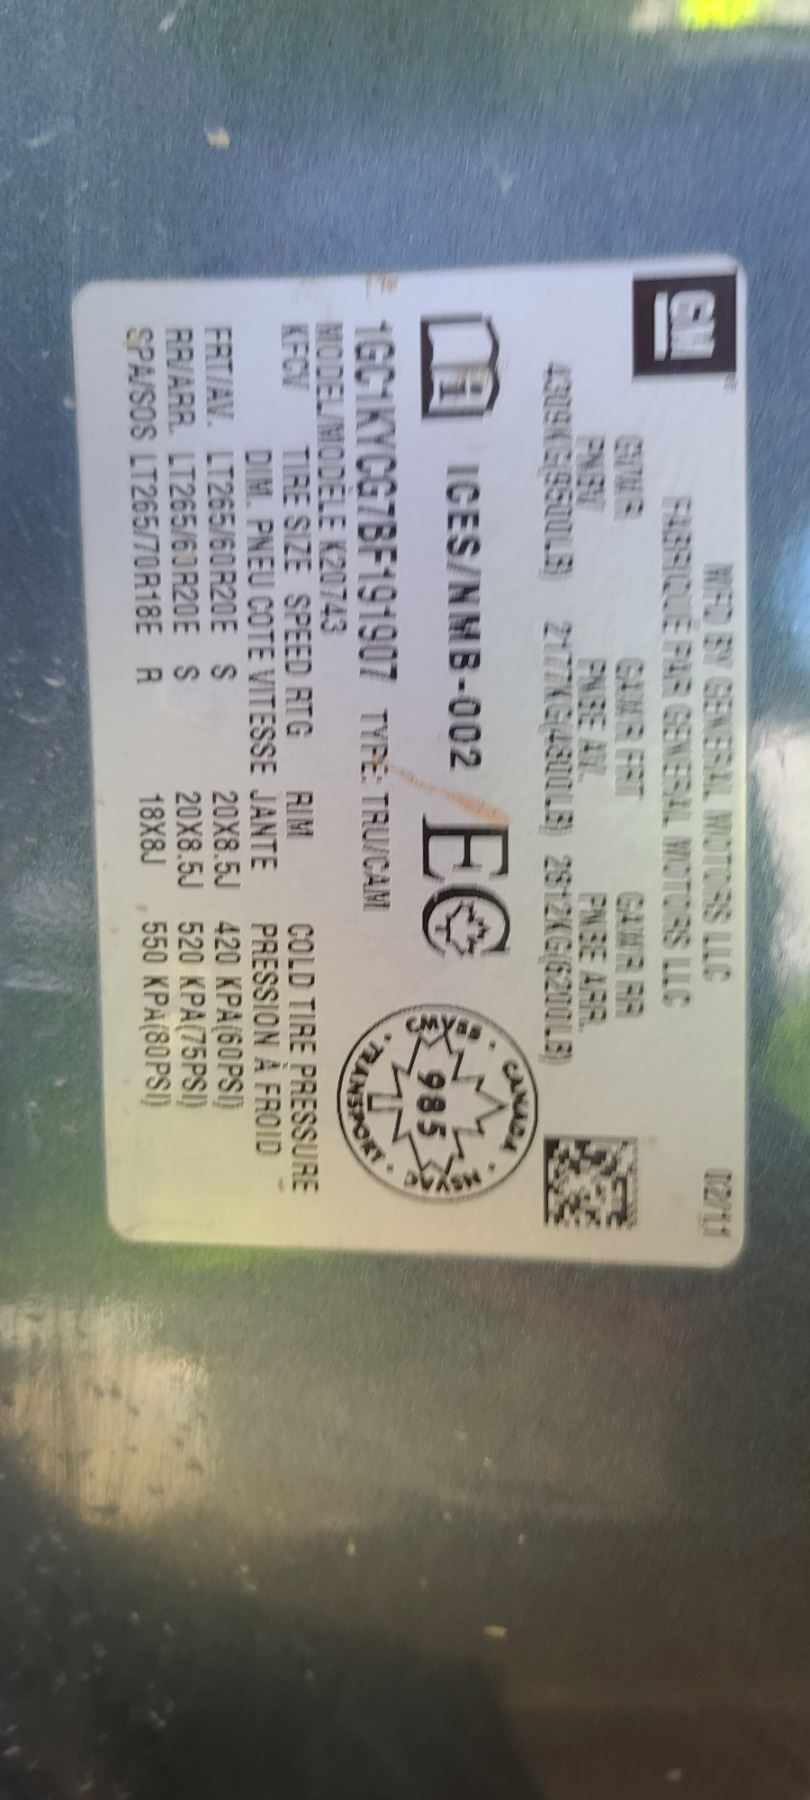 GM
MFD BY GENERAL MOTORS LLC 02/11
FABRIQUÉ PAR GENERAL MOTORS LLC
GVWR GAWR FRT GAWR RR
PNBV PNBE AV. PNBE ARR.
4309KG(9500LB) 2177KG(4800LB) 2812KG(6200LB)
i ICES/NMB-002 EC
CANADA · NSVAC · TRANSPORT · CMVSS ·
985
1GC1KYCG7BF191907 TYPE: TRU/CAM
MODEL/MODÈLE K20743
KFCV TIRE SIZE SPEED RTG RIM COLD TIRE PRESSURE
DIM. PNEU COTE VITESSE JANTE PRESSION À FROID
FRT/AV. LT265/60R20E S 20X8.5J 420 KPA(60PSI)
RR/ARR. LT265/60R20E S 20X8.5J 520 KPA(75PSI)
SPA/SOS LT265/70R18E R 18X8J 550 KPA(80PSI)